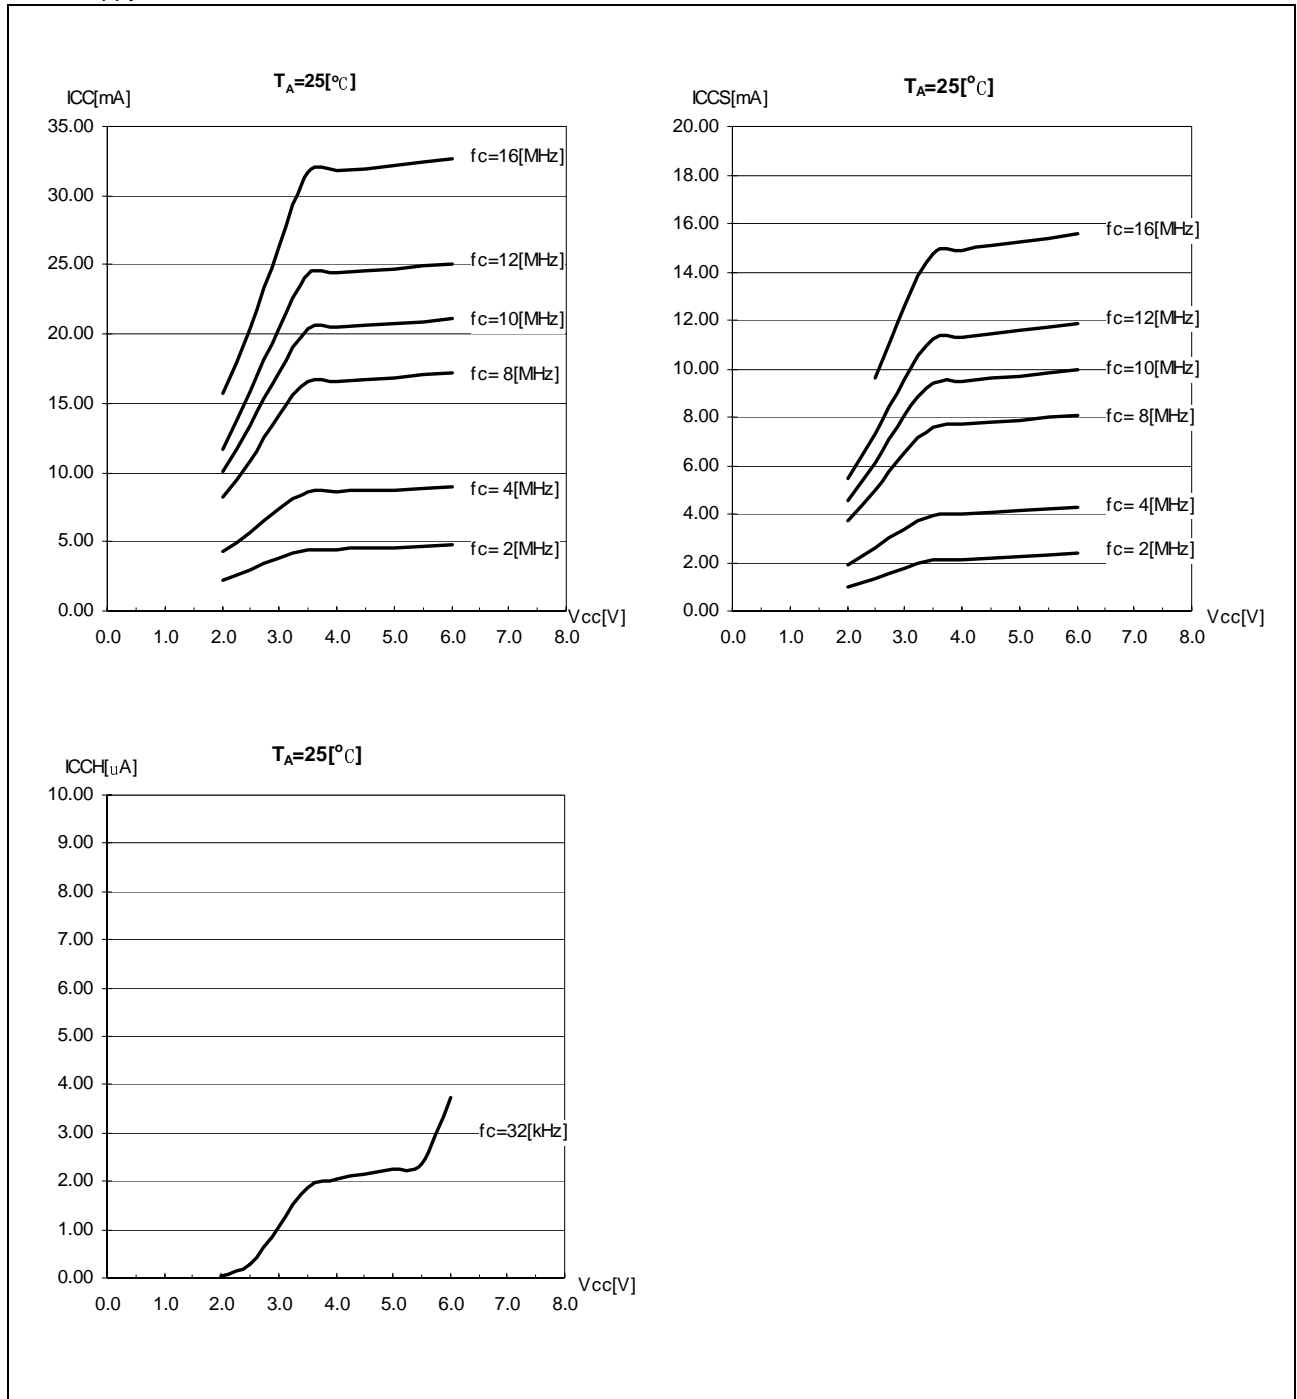 T_A=25[℃]
ICC[mA]
35.00
30.00
25.00
20.00
15.00
10.00
5.00
0.00
0.0 1.0 2.0 3.0 4.0 5.0 6.0 7.0 8.0
Vcc[V]
fc=16[MHz]
fc=12[MHz]
fc=10[MHz]
fc= 8[MHz]
fc= 4[MHz]
fc= 2[MHz]
T_A=25[℃]
ICCS[mA]
20.00
18.00
16.00
14.00
12.00
10.00
8.00
6.00
4.00
2.00
0.00
0.0 1.0 2.0 3.0 4.0 5.0 6.0 7.0 8.0
Vcc[V]
fc=16[MHz]
fc=12[MHz]
fc=10[MHz]
fc= 8[MHz]
fc= 4[MHz]
fc= 2[MHz]
T_A=25[℃]
ICCH[uA]
10.00
9.00
8.00
7.00
6.00
5.00
4.00
3.00
2.00
1.00
0.00
0.0 1.0 2.0 3.0 4.0 5.0 6.0 7.0 8.0
Vcc[V]
fc=32[kHz]